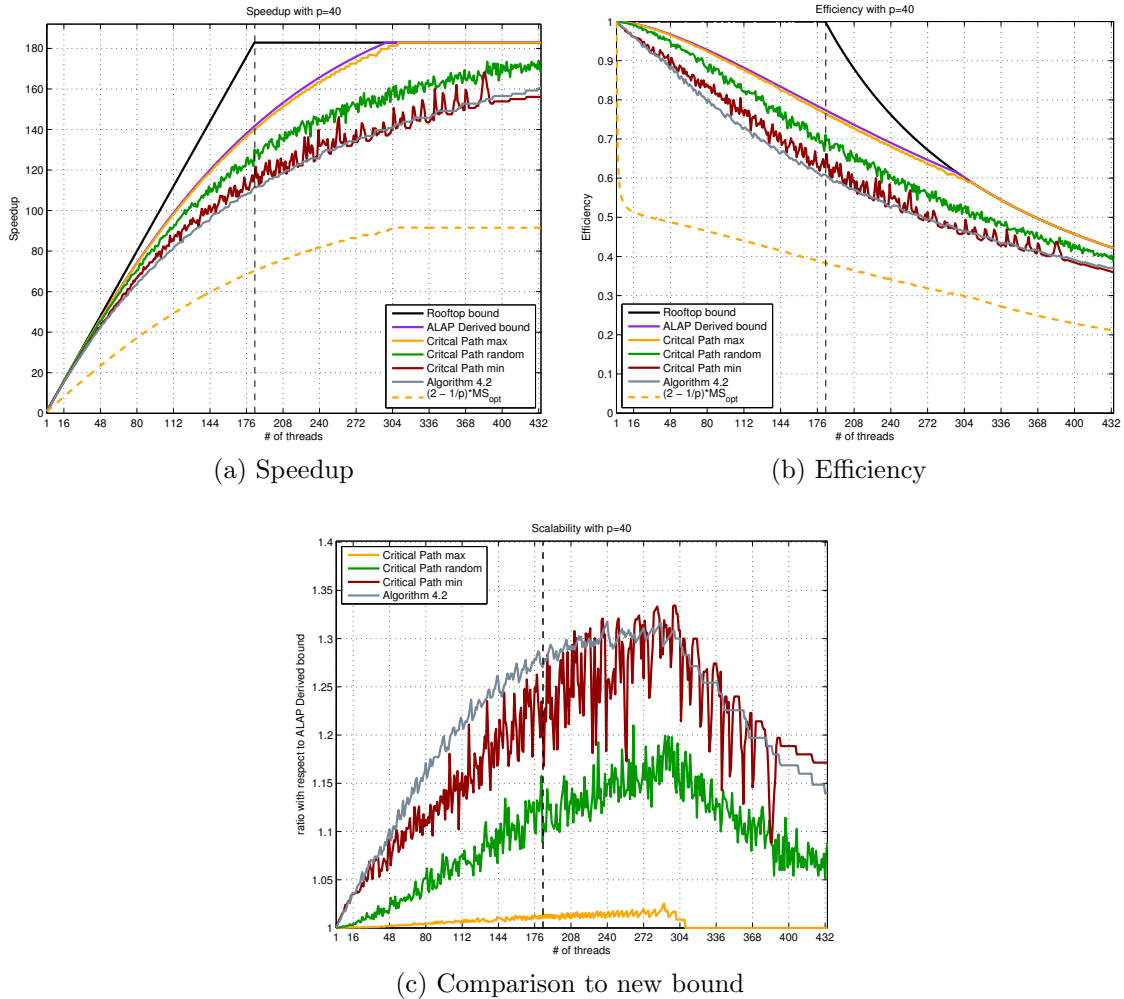 Speedup with p=40
180
160
140
120
100
80
60
40
20
0
Speedup
Rooftop bound
ALAP Derived bound
Critcal Path max
Critcal Path random
Critcal Path min
Algorithm 4.2
(2 − 1/p)*MS_opt
1 16 48 80 112 144 176 208 240 272 304 336 368 400 432
# of threads
(a) Speedup
Efficiency with p=40
1
0.9
0.8
0.7
0.6
0.5
0.4
0.3
0.2
0.1
0
Efficiency
Rooftop bound
ALAP Derived bound
Critcal Path max
Critcal Path random
Critcal Path min
Algorithm 4.2
(2 − 1/p)*MS_opt
1 16 48 80 112 144 176 208 240 272 304 336 368 400 432
# of threads
(b) Efficiency
Scalability with p=40
1.4
1.35
1.3
1.25
1.2
1.15
1.1
1.05
1
ratio with respect to ALAP Derived bound
Critical Path max
Critical Path random
Critical Path min
Algorithm 4.2
1 16 48 80 112 144 176 208 240 272 304 336 368 400 432
# of threads
(c) Comparison to new bound